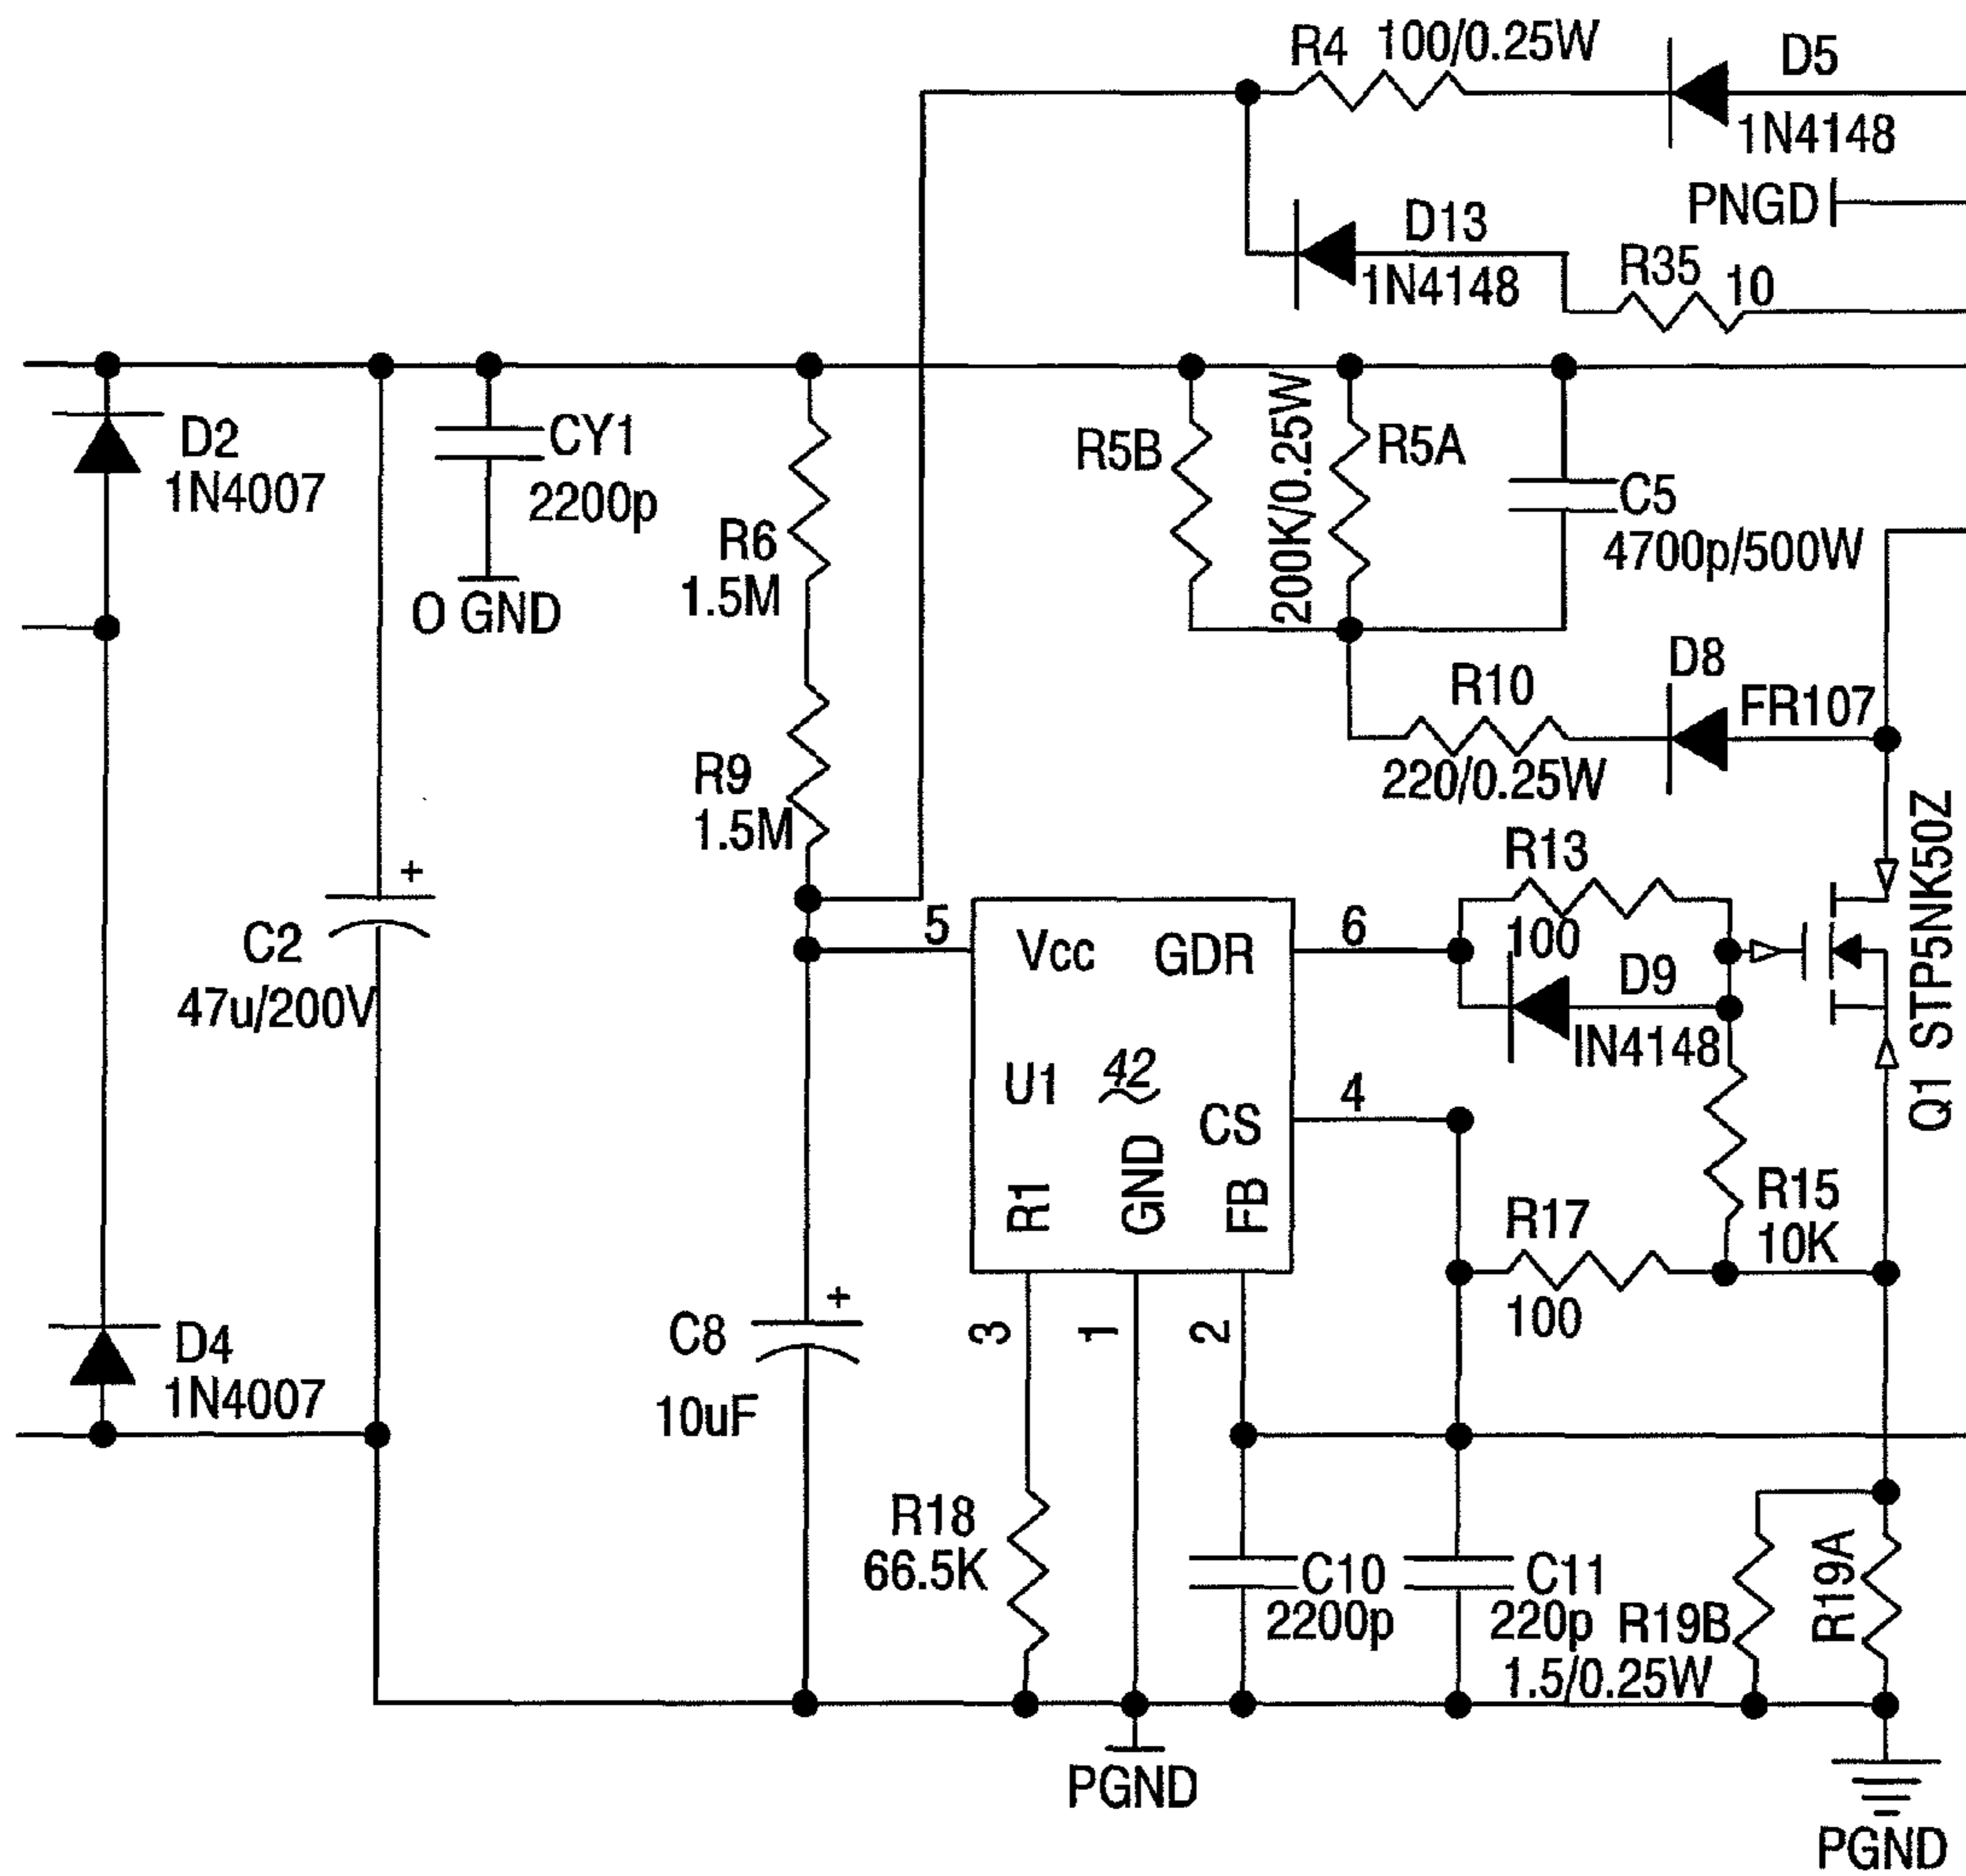 R4 100/0.25W
D5
1N4148
PNGD
D13
1N4148
R35 10
D2
1N4007
CY1
2200p
O GND
R6
1.5M
R5B
200K/0.25W
R5A
C5
4700p/500W
R9
1.5M
R10
220/0.25W
D8
FR107
+
C2
47u/200V
5
Vcc
GDR
U1
42
CS
R1
GND
FB
6
4
3
1
2
R13
100
D9
IN4148
Q1 STP5NK50Z
R15
10K
R17
100
D4
1N4007
+
C8
10uF
R18
66.5K
C10
2200p
C11
220p
R19B
1.5/0.25W
R19A
PGND
PGND